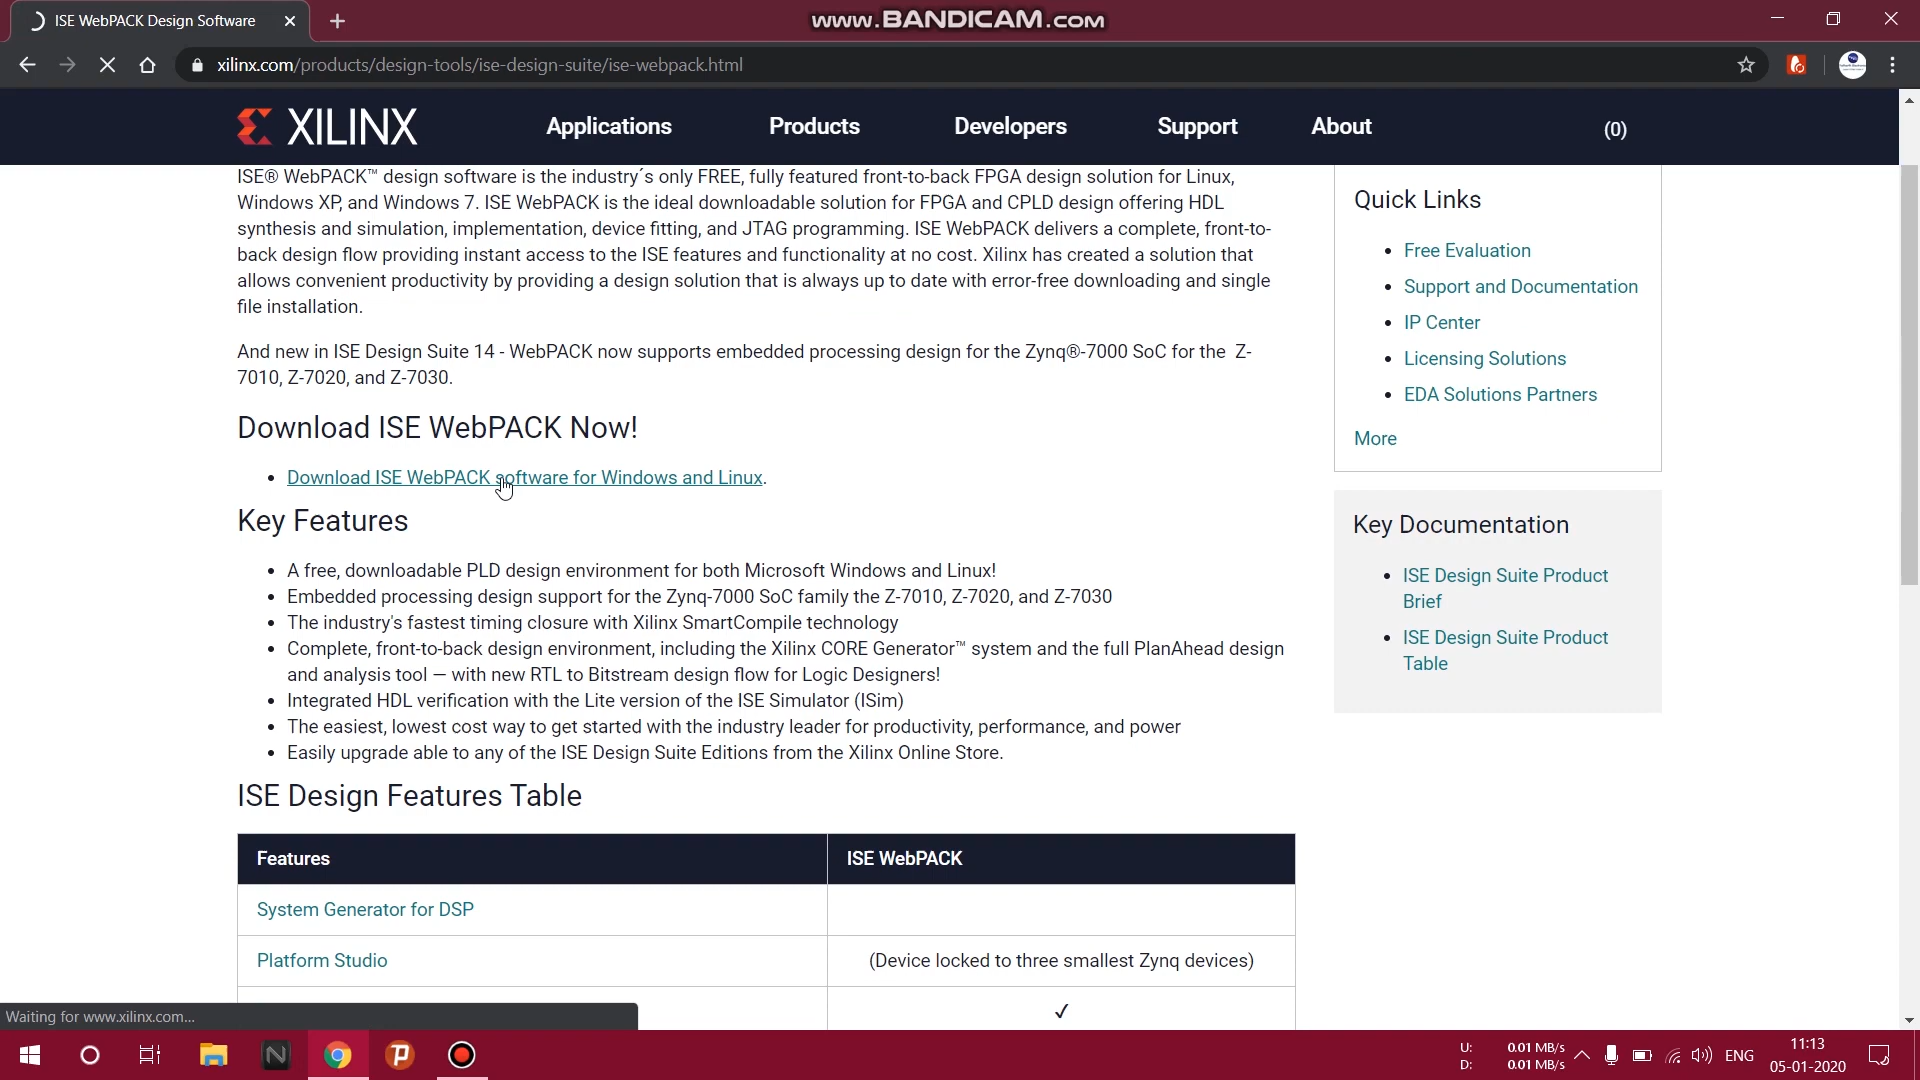 ISE WebPACK Design Software
www.BANDICAM.com
xilinx.com/products/design-tools/ise-design-suite/ise-webpack.html
XILINX
Applications
Products
Developers
Support
About
(0)
ISE® WebPACK™ design software is the industry´s only FREE, fully featured front-to-back FPGA design solution for Linux,
Windows XP, and Windows 7. ISE WebPACK is the ideal downloadable solution for FPGA and CPLD design offering HDL
synthesis and simulation, implementation, device fitting, and JTAG programming. ISE WebPACK delivers a complete, front-to-
back design flow providing instant access to the ISE features and functionality at no cost. Xilinx has created a solution that
allows convenient productivity by providing a design solution that is always up to date with error-free downloading and single
file installation.
And new in ISE Design Suite 14 - WebPACK now supports embedded processing design for the Zynq®-7000 SoC for the Z-
7010, Z-7020, and Z-7030.
Download ISE WebPACK Now!
Download ISE WebPACK software for Windows and Linux.
Key Features
A free, downloadable PLD design environment for both Microsoft Windows and Linux!
Embedded processing design support for the Zynq-7000 SoC family the Z-7010, Z-7020, and Z-7030
The industry's fastest timing closure with Xilinx SmartCompile technology
Complete, front-to-back design environment, including the Xilinx CORE Generator™ system and the full PlanAhead design
and analysis tool — with new RTL to Bitstream design flow for Logic Designers!
Integrated HDL verification with the Lite version of the ISE Simulator (ISim)
The easiest, lowest cost way to get started with the industry leader for productivity, performance, and power
Easily upgrade able to any of the ISE Design Suite Editions from the Xilinx Online Store.
ISE Design Features Table
Features
ISE WebPACK
System Generator for DSP
Platform Studio
(Device locked to three smallest Zynq devices)
✓
Quick Links
Free Evaluation
Support and Documentation
IP Center
Licensing Solutions
EDA Solutions Partners
More
Key Documentation
ISE Design Suite Product
Brief
ISE Design Suite Product
Table
Waiting for www.xilinx.com...
U: 0.01 MB/s
D: 0.01 MB/s
ENG
11:13
05-01-2020